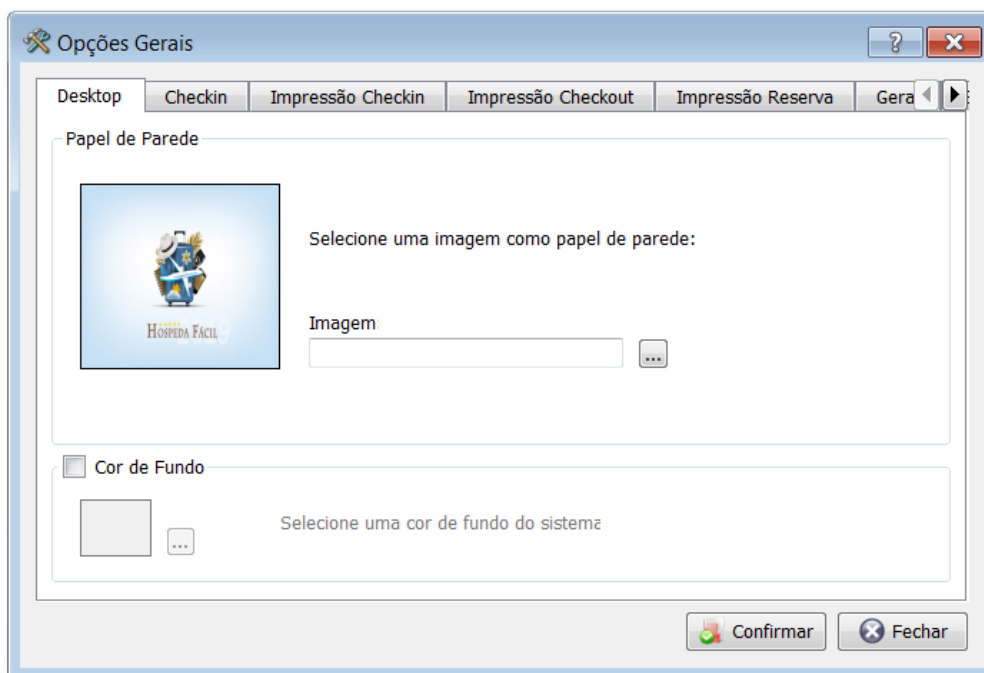 Opções Gerais
Desktop Checkin Impressão Checkin Impressão Checkout Impressão Reserva Gera
Papel de Parede
Selecione uma imagem como papel de parede:
HOSPEDA FÁCIL
Imagem:
...
Cor de Fundo
...
Selecione uma cor de fundo do sistema
Confirmar Fechar